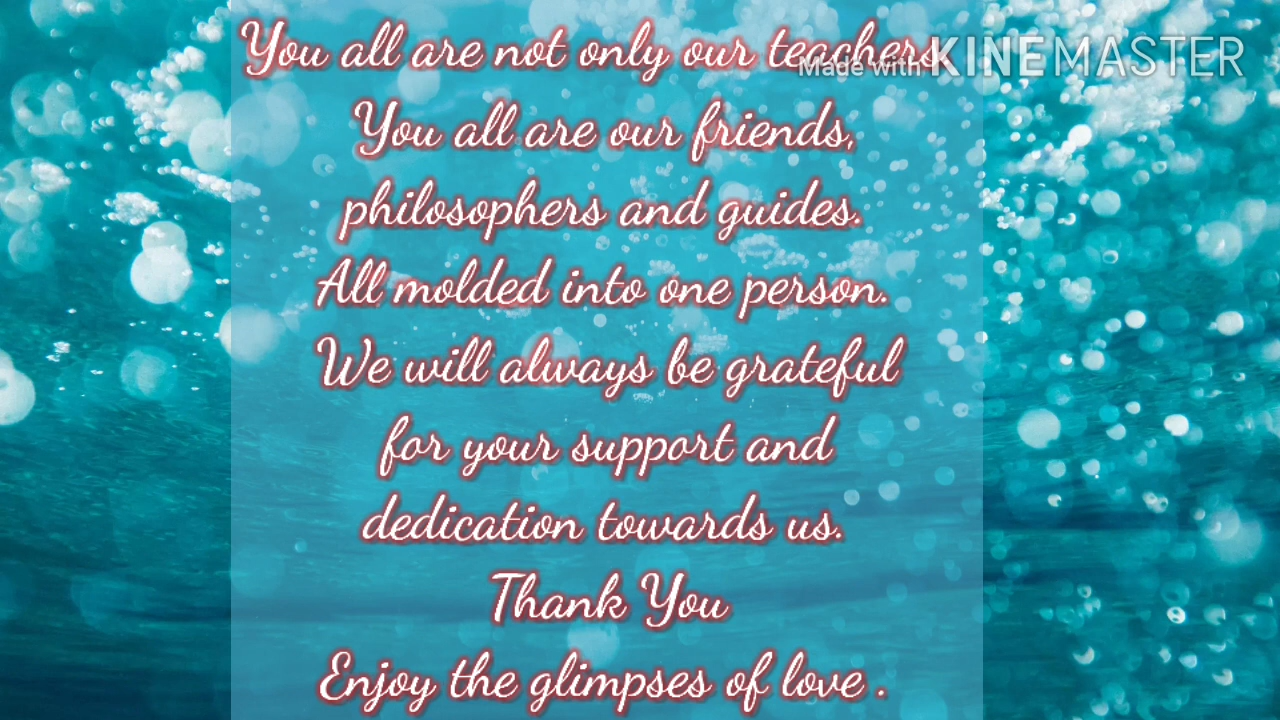 You all are not only our teachers
Made with KINEMASTER
You all are our friends,
philosophers and guides.
All molded into one person.
We will always be grateful
for your support and
dedication towards us.
Thank You
Enjoy the glimpses of love .